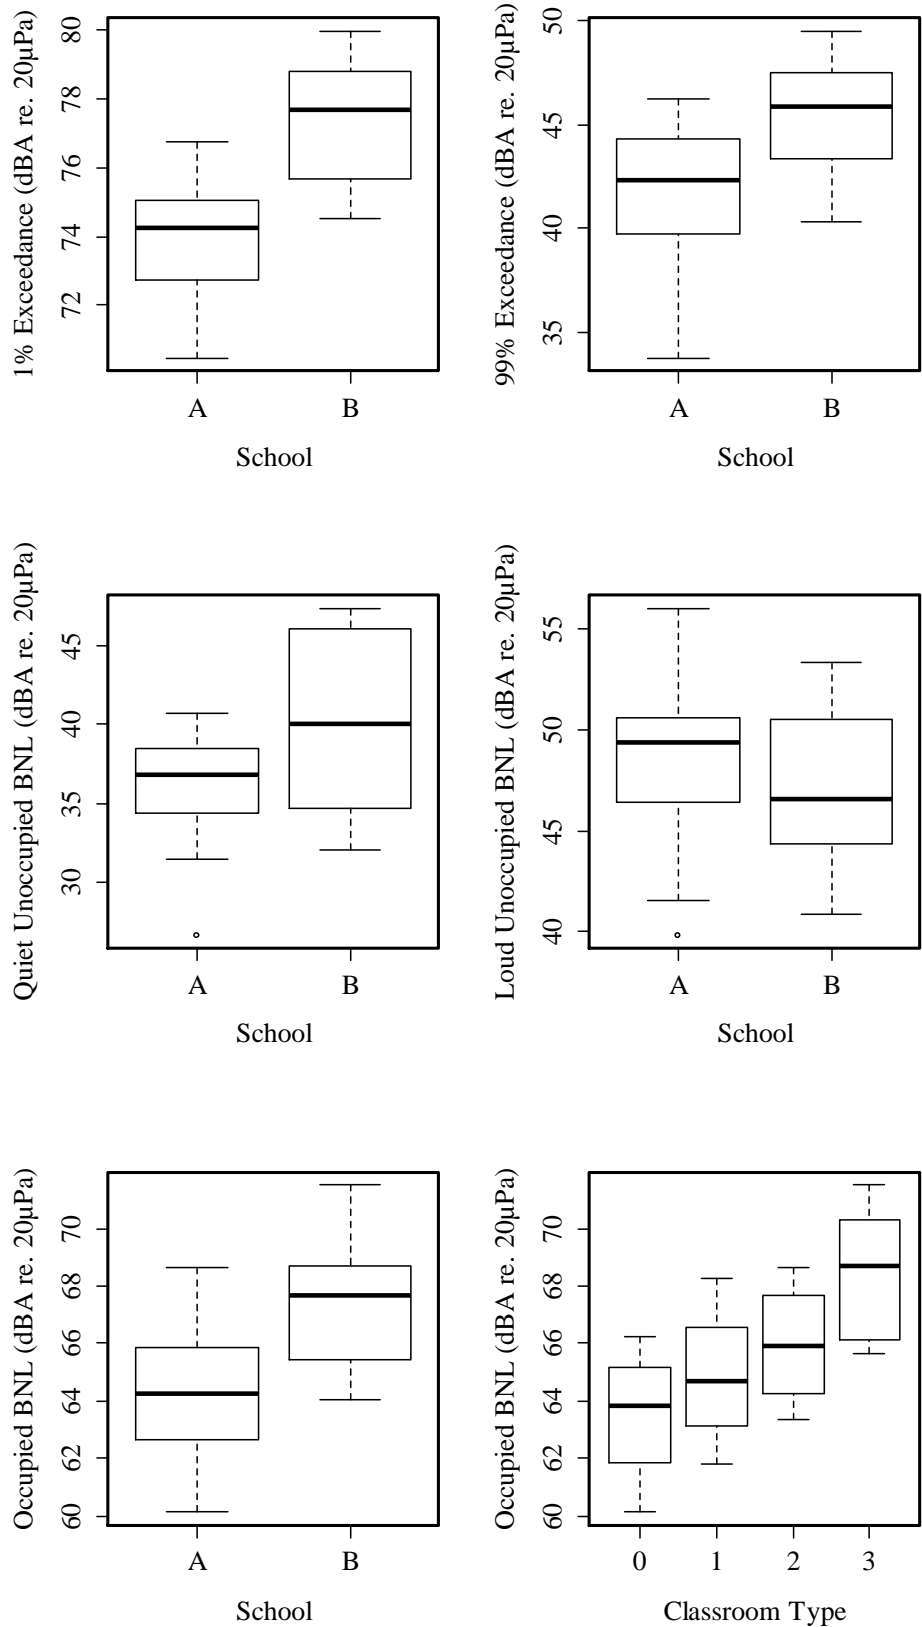 1% Exceedance (dBA re. 20µPa)
80
78
76
74
72
A B
School
99% Exceedance (dBA re. 20µPa)
50
45
40
35
A B
School
Quiet Unoccupied BNL (dBA re. 20µPa)
45
40
35
30
A B
School
Loud Unoccupied BNL (dBA re. 20µPa)
55
50
45
40
A B
School
Occupied BNL (dBA re. 20µPa)
70
68
66
64
62
60
A B
School
Occupied BNL (dBA re. 20µPa)
70
68
66
64
62
60
0 1 2 3
Classroom Type